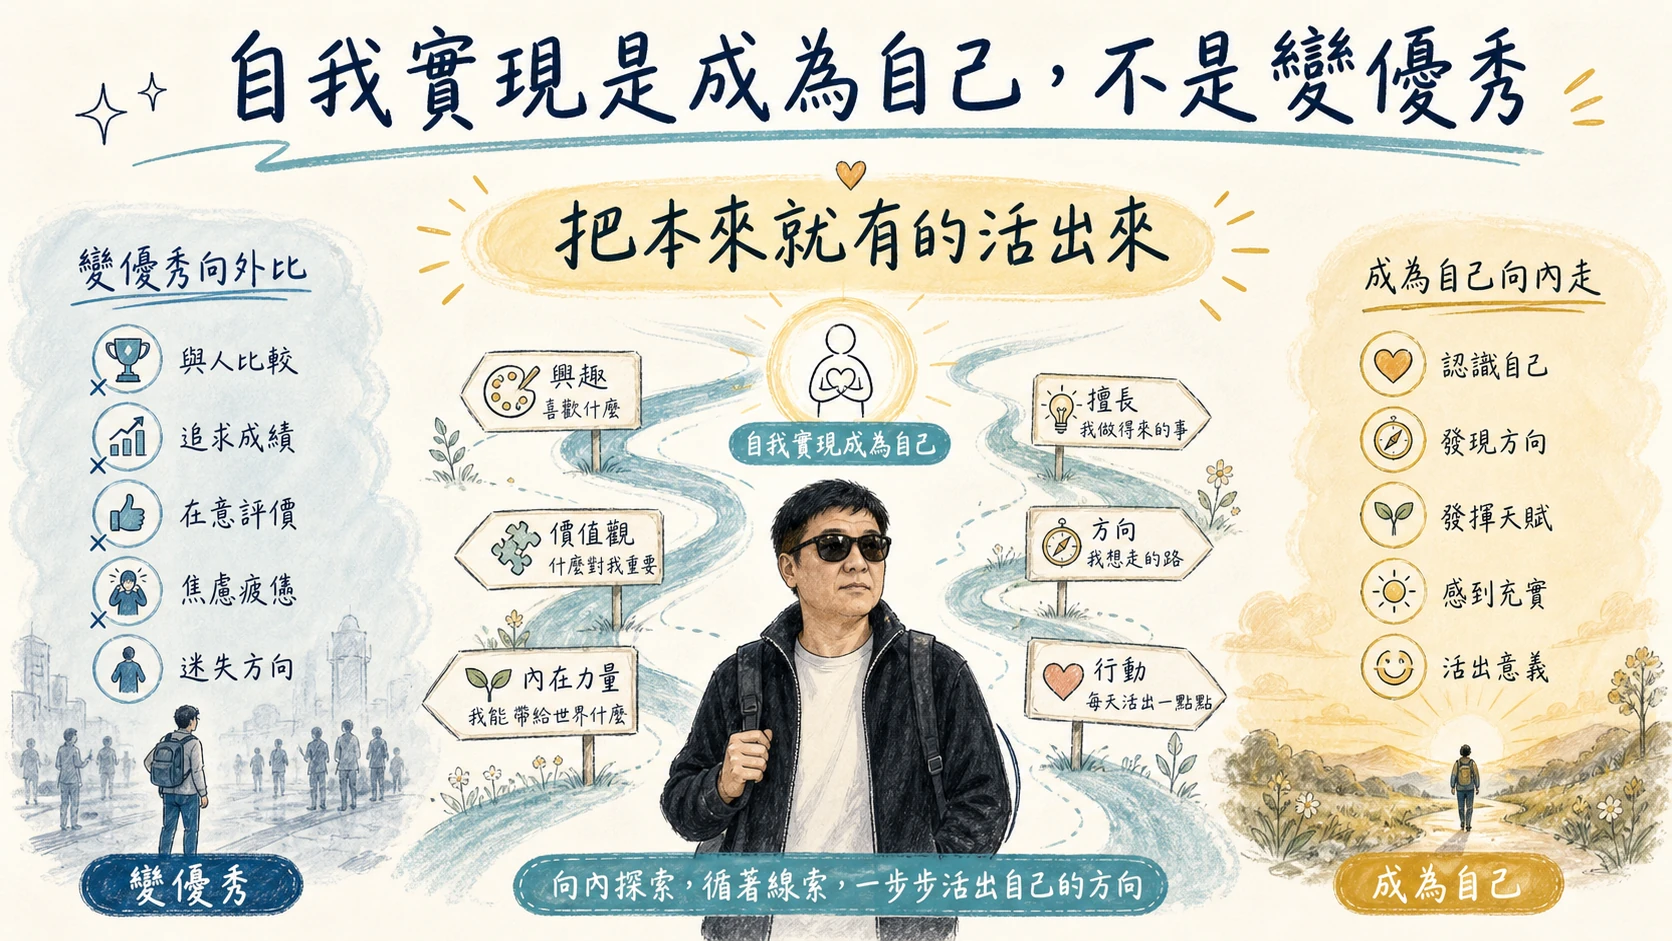 自我實現是成為自己，不是變優秀
把本來就有的活出來
變優秀向外比
與人比較
追求成績
在意評價
焦慮疲憊
迷失方向
變優秀
興趣
喜歡什麼
價值觀
什麼對我重要
內在力量
我能帶給世界什麼
自我實現成為自己
擅長
我做得來的事
方向
我想走的路
行動
每天活出一點點
向內探索，循著線索，一步步活出自己的方向
成為自己向內走
認識自己
發現方向
發揮天賦
感到充實
活出意義
成為自己